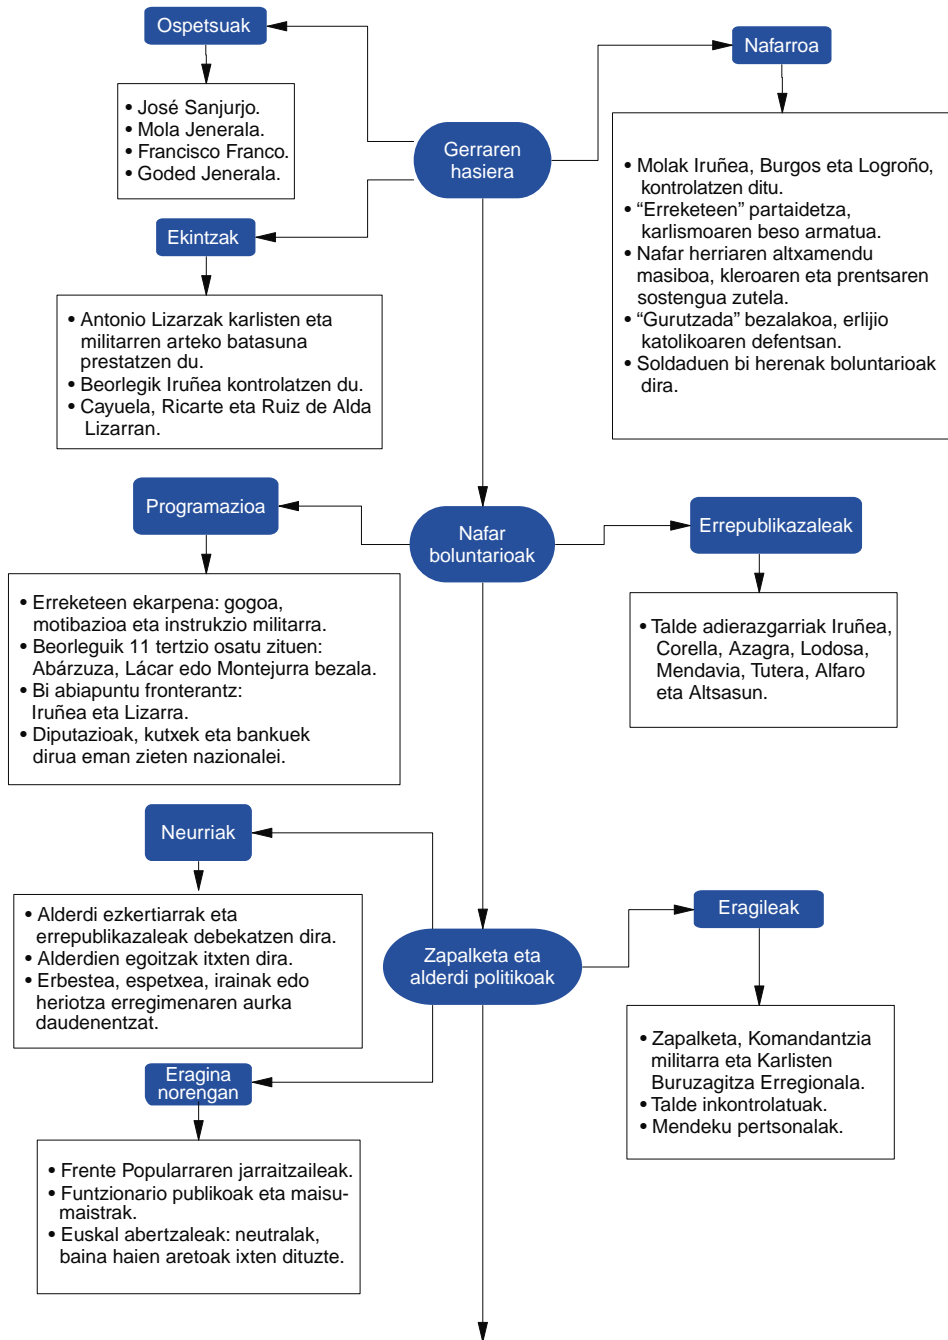 Ospetsuak
• José Sanjurjo.
• Mola Jenerala.
• Francisco Franco.
• Goded Jenerala.
Gerraren
hasiera
Nafarroa
• Molak Iruñea, Burgos eta Logroño,
kontrolatzen ditu.
• “Erreketeen” partaidetza,
karlismoaren beso armatua.
• Nafar herriaren altxamendu
masiboa, kleroaren eta prentsaren
sostengua zutela.
• “Gurutzada” bezalakoa, erlijio
katolikoaren defentsan.
• Soldaduen bi herenak boluntarioak
dira.
Ekintzak
• Antonio Lizarzak karlisten eta
militarren arteko batasuna
prestatzen du.
• Beorlegik Iruñea kontrolatzen du.
• Cayuela, Ricarte eta Ruiz de Alda
Lizarran.
Programazioa
Nafar
boluntarioak
Errepublikazaleak
• Erreketeen ekarpena: gogoa,
motibazioa eta instrukzio militarra.
• Beorleguik 11 tertzio osatu zituen:
Abárzuza, Lácar edo Montejurra bezala.
• Bi abiapuntu fronterantz:
Iruñea eta Lizarra.
• Diputazioak, kutxek eta bankuek
dirua eman zieten nazionalei.
• Talde adierazgarriak Iruñea,
Corella, Azagra, Lodosa,
Mendavia, Tutera, Alfaro
eta Altsasun.
Neurriak
• Alderdi ezkertiarrak eta
errepublikazaleak debekatzen dira.
• Alderdien egoitzak itxten dira.
• Erbestea, espetxea, irainak edo
heriotza erregimenaren aurka
daudenentzat.
Zapalketa eta
alderdi politikoak
Eragileak
• Zapalketa, Komandantzia
militarra eta Karlisten
Buruzagitza Erregionala.
• Talde inkontrolatuak.
• Mendeku pertsonalak.
Eragina
norengan
• Frente Popularraren jarraitzaileak.
• Funtzionario publikoak eta maisu-
maistrak.
• Euskal abertzaleak: neutralak,
baina haien aretoak ixten dituzte.